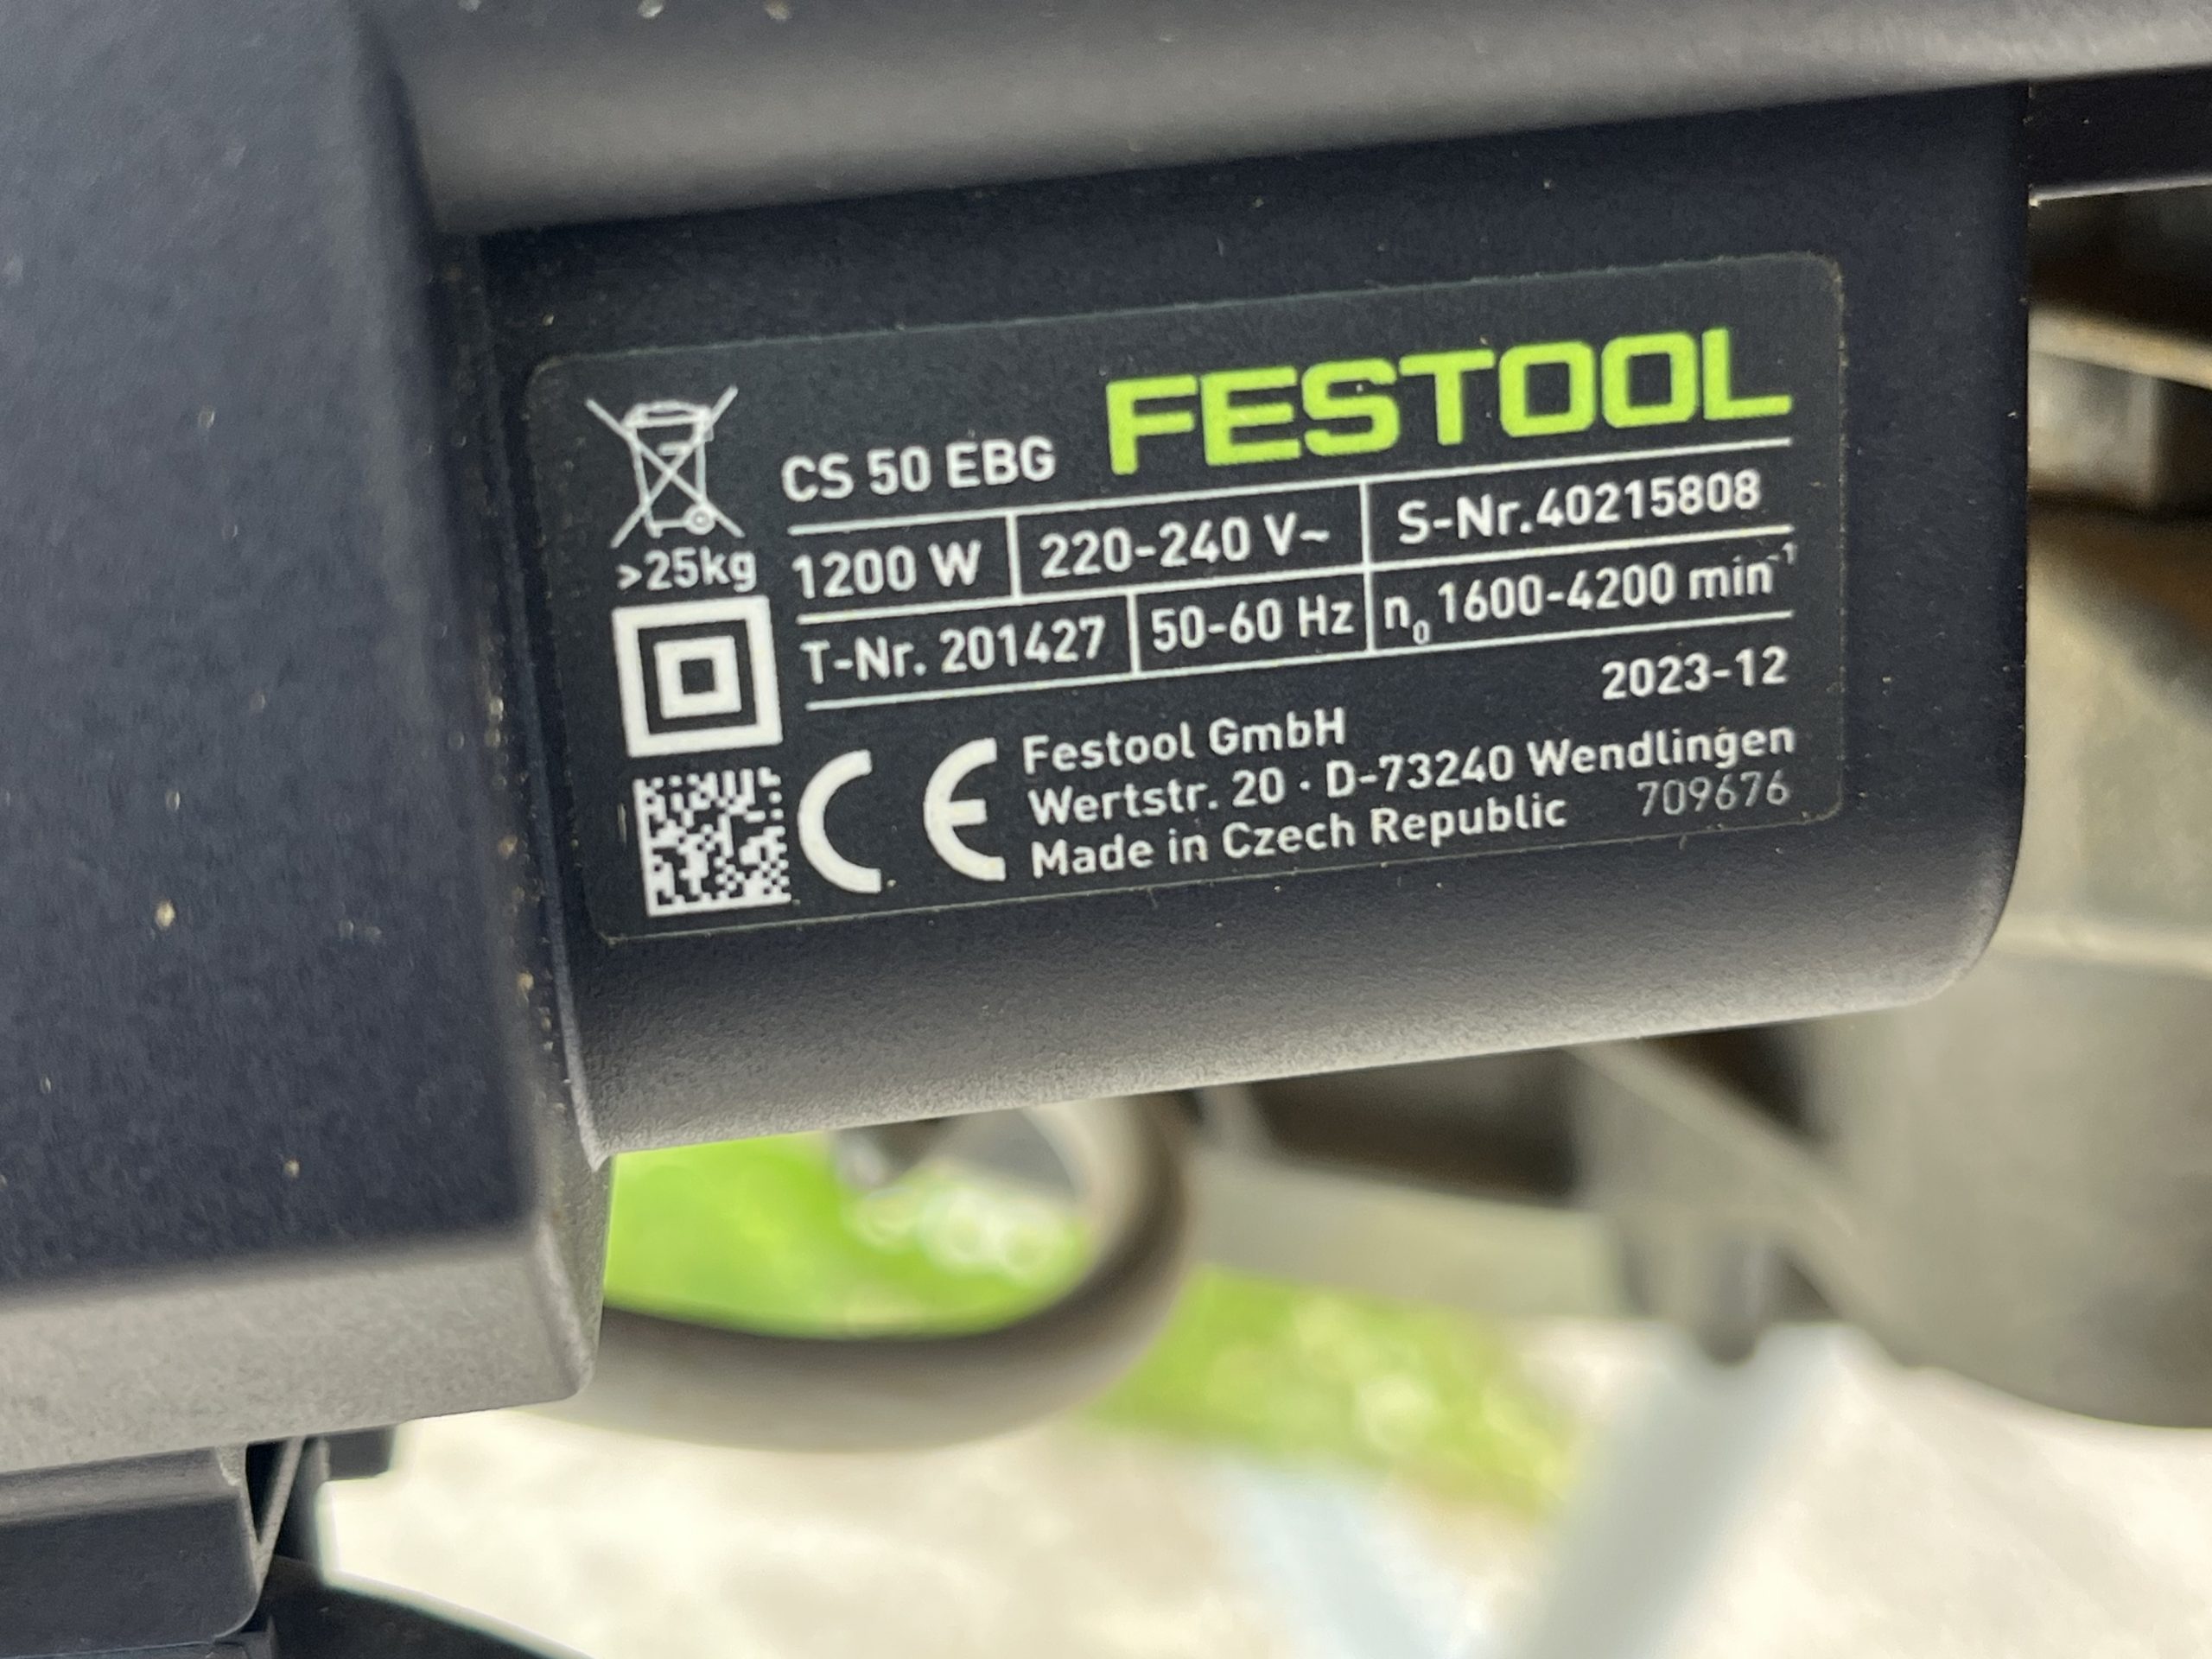 FESTOOL
CS 50 EBG
>25kg
1200 W 220-240 V~ S-Nr.40215808
T-Nr. 201427 50-60 Hz n₀ 1600-4200 min⁻¹
2023-12
CE
Festool GmbH
Wertstr. 20 · D-73240 Wendlingen
Made in Czech Republic 709676